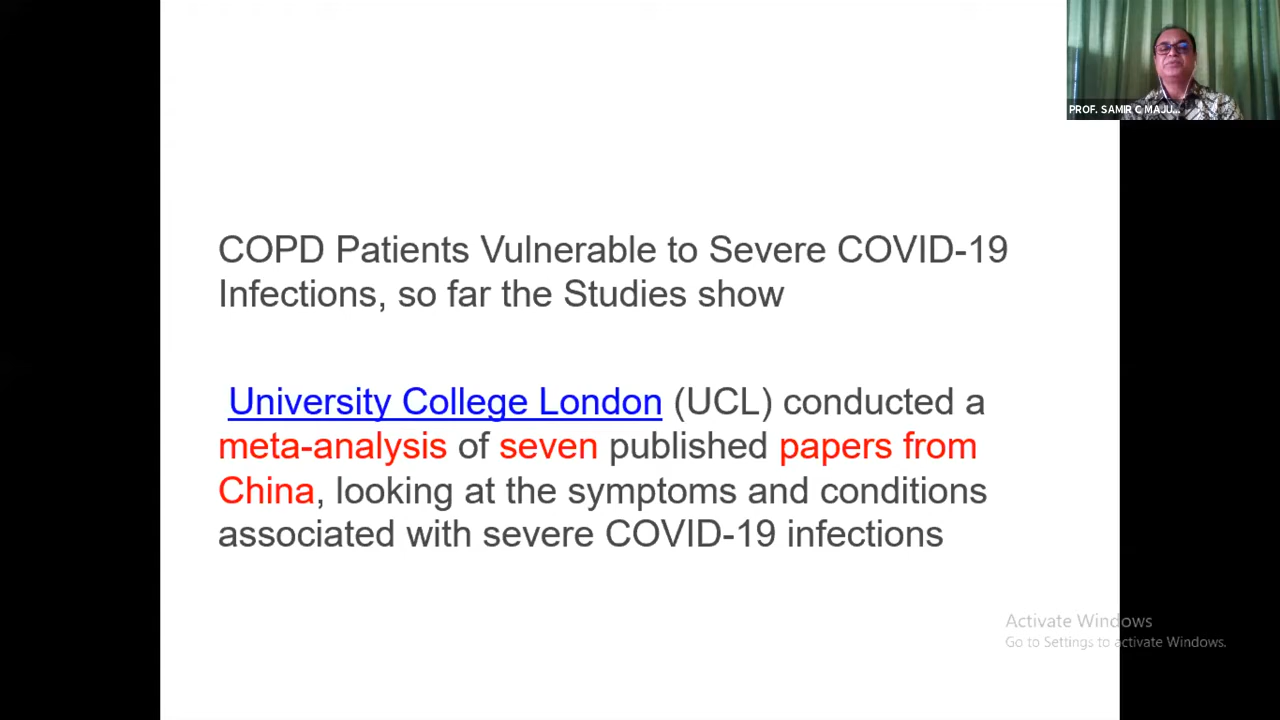 PROF. SAMIR C MAJU...
COPD Patients Vulnerable to Severe COVID-19
Infections, so far the Studies show
University College London (UCL) conducted a
meta-analysis of seven published papers from
China, looking at the symptoms and conditions
associated with severe COVID-19 infections
Activate Windows
Go to Settings to activate Windows.